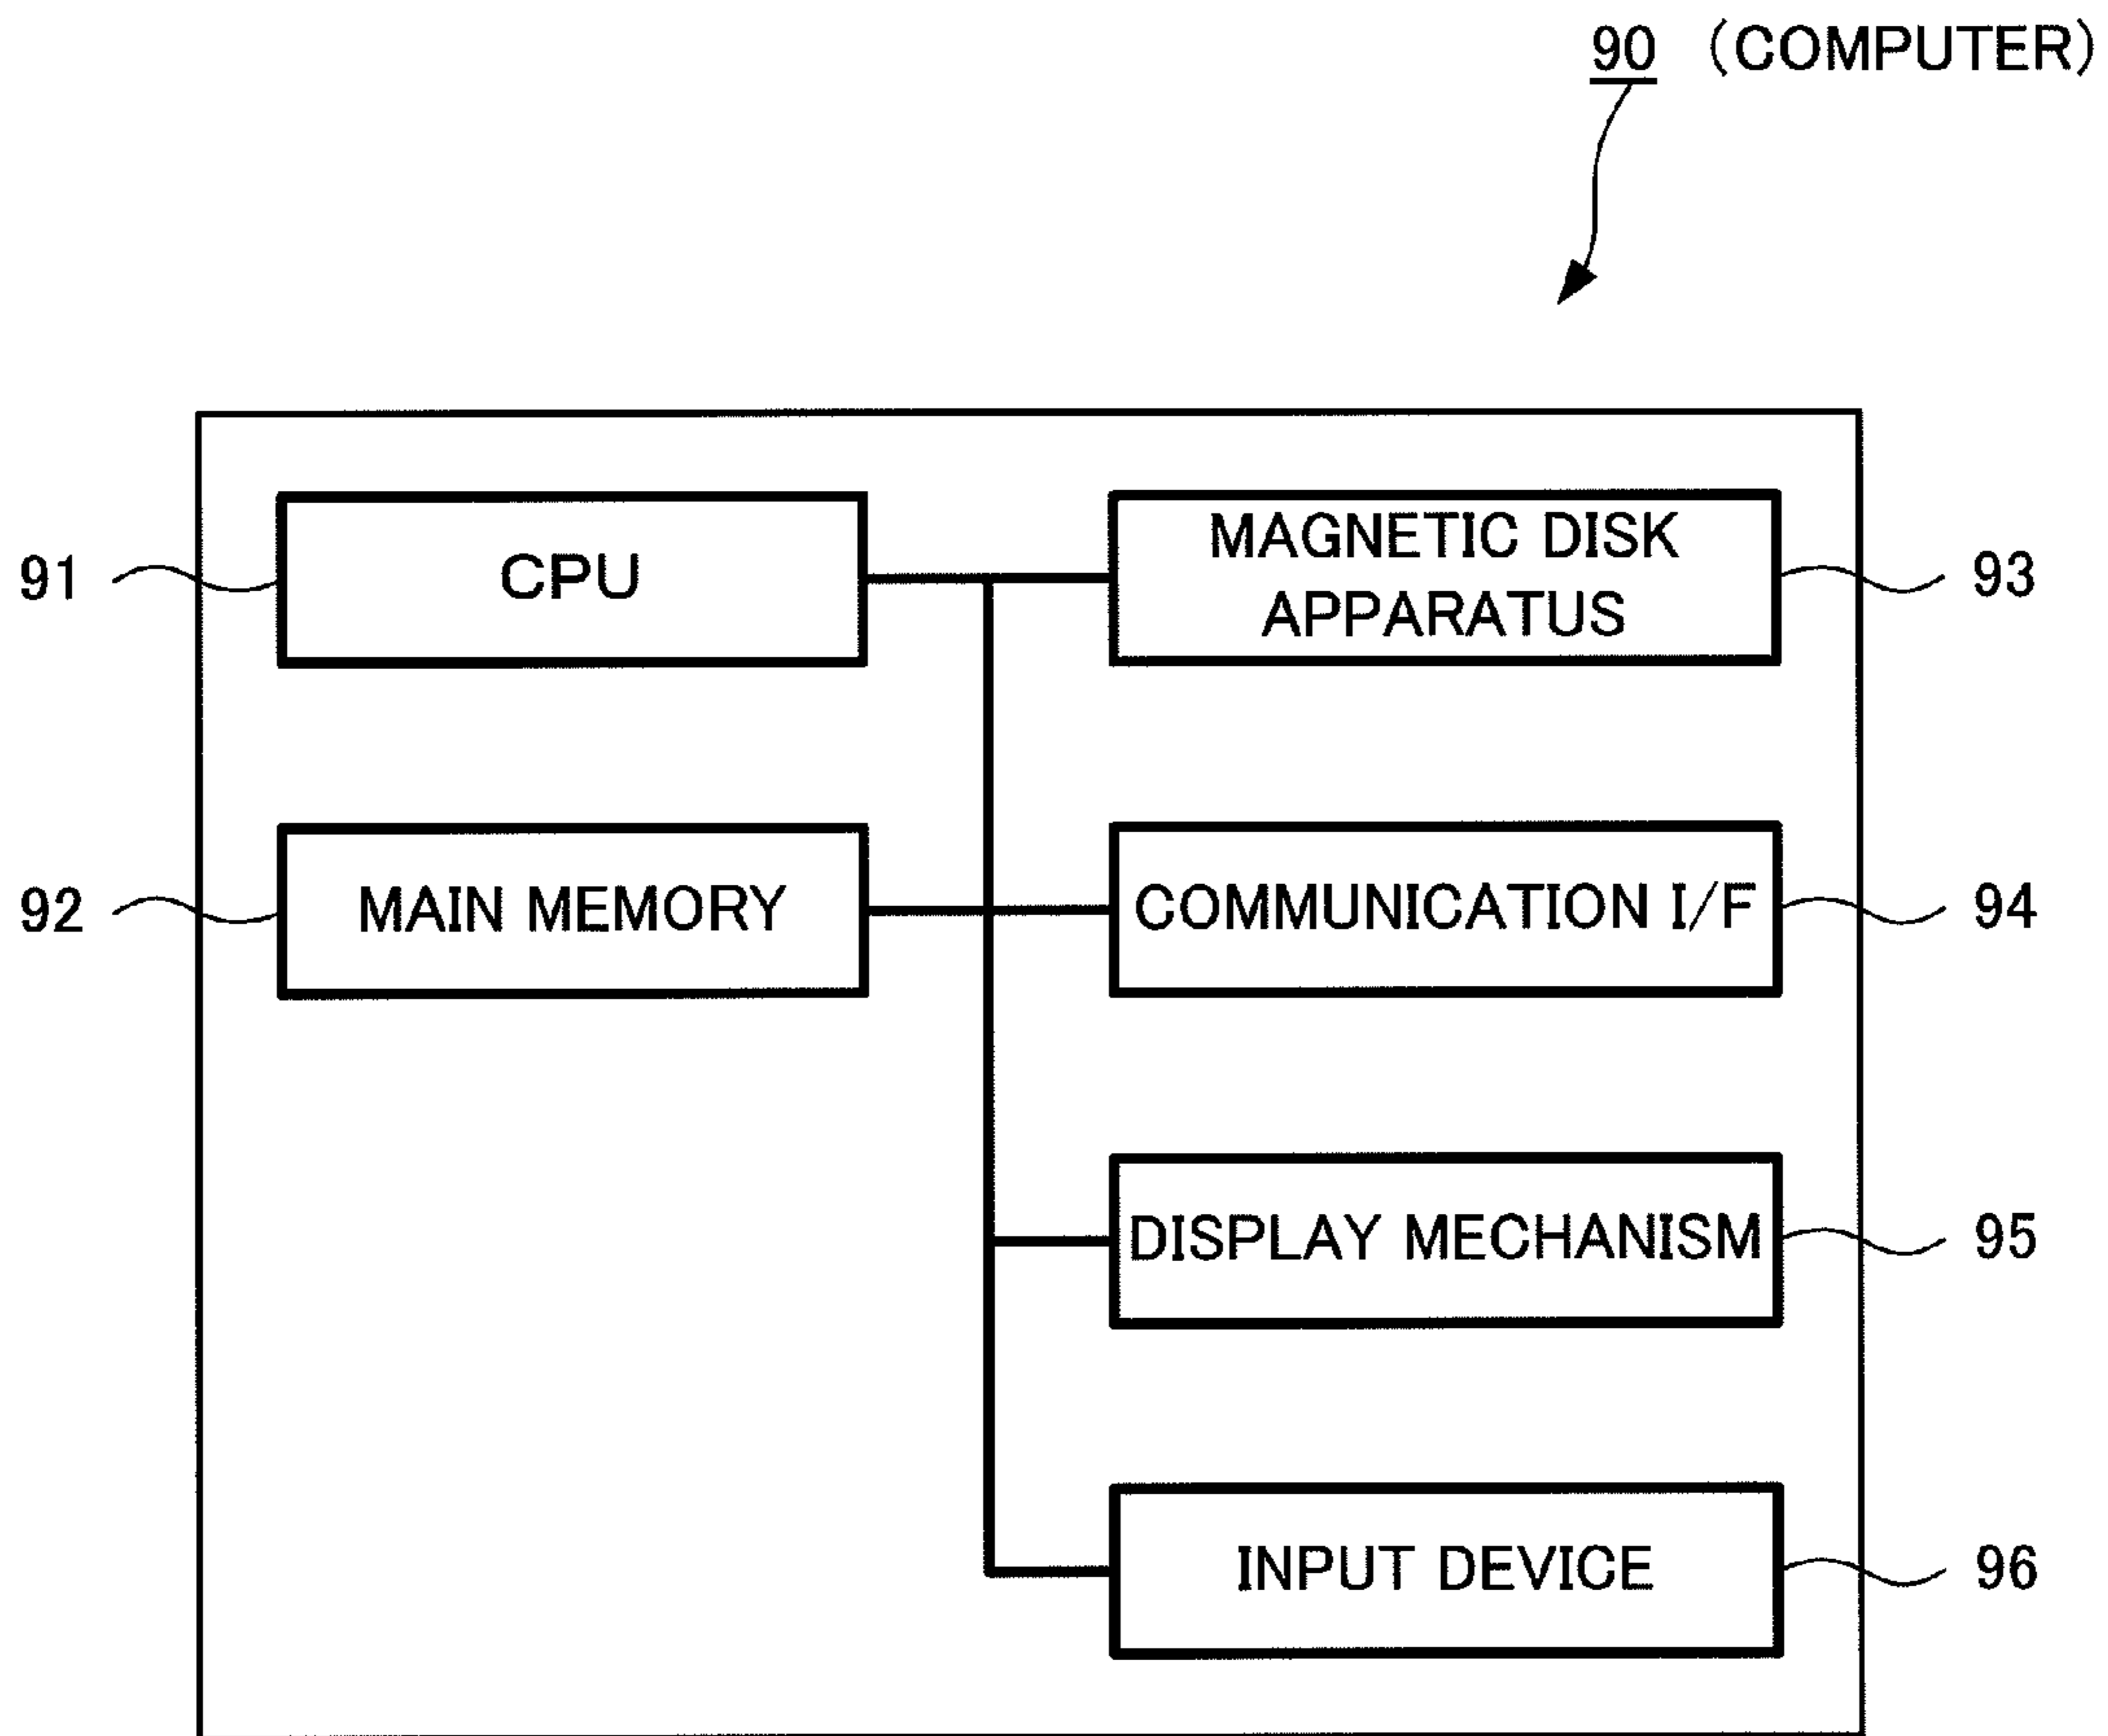 90 (COMPUTER)
91
CPU
MAGNETIC DISK
APPARATUS
93
92
MAIN MEMORY
COMMUNICATION I/F
94
DISPLAY MECHANISM
95
INPUT DEVICE
96